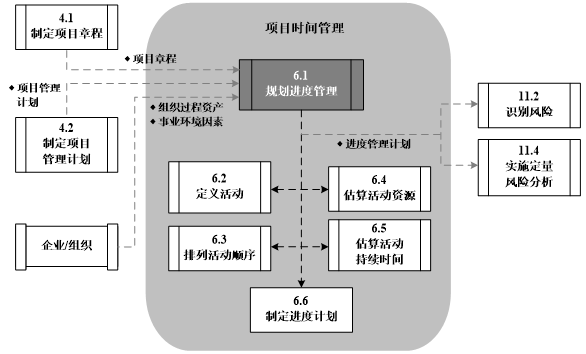 4.1
制定项目章程
项目时间管理
◆ 项目章程
◆ 项目管理
计划
6.1
规划进度管理
◆ 组织过程资产
◆ 事业环境因素
11.2
识别风险
4.2
制定项目
管理计划
◆ 进度管理计划
11.4
实施定量
风险分析
6.2
定义活动
6.4
估算活动资源
企业/组织
6.3
排列活动顺序
6.5
估算活动
持续时间
6.6
制定进度计划